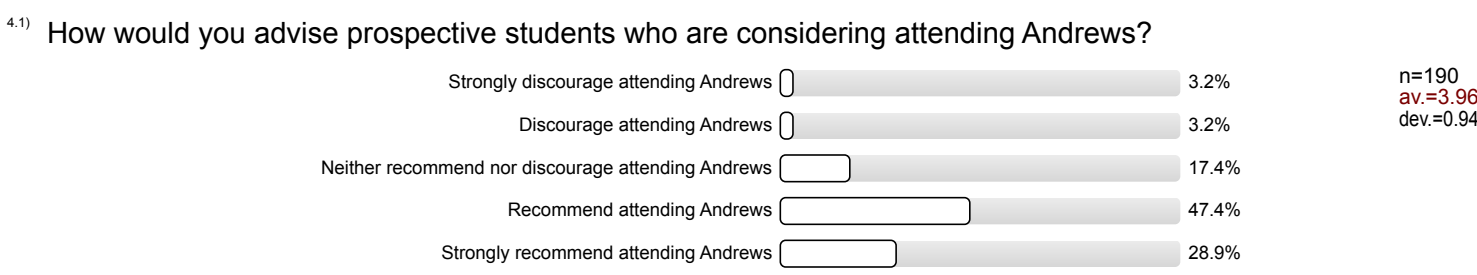 4.1) How would you advise prospective students who are considering attending Andrews?
Strongly discourage attending Andrews 3.2%
Discourage attending Andrews 3.2%
Neither recommend nor discourage attending Andrews 17.4%
Recommend attending Andrews 47.4%
Strongly recommend attending Andrews 28.9%
n=190
av.=3.96
dev.=0.94